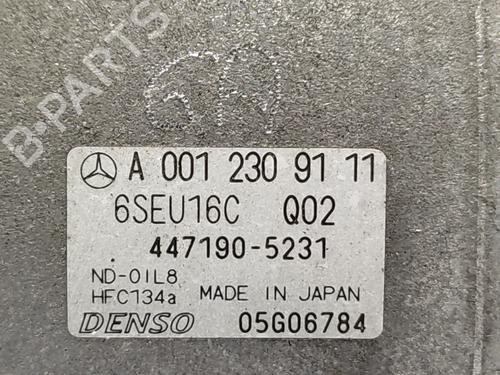 B-PARTS
A 001 230 91 11
6SEU16C Q02
447190-5231
ND-OIL8
HFC134a MADE IN JAPAN
DENSO 05G06784